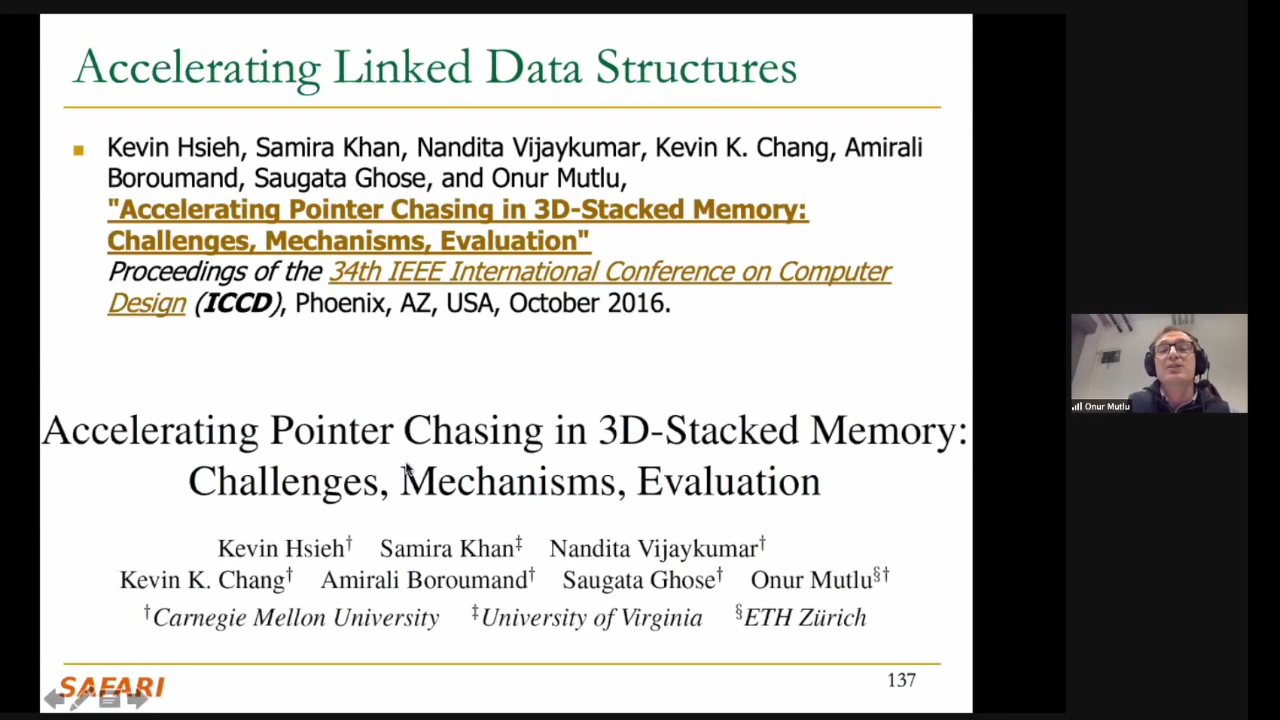 Accelerating Linked Data Structures
Kevin Hsieh, Samira Khan, Nandita Vijaykumar, Kevin K. Chang, Amirali
Boroumand, Saugata Ghose, and Onur Mutlu,
"Accelerating Pointer Chasing in 3D-Stacked Memory:
Challenges, Mechanisms, Evaluation"
Proceedings of the 34th IEEE International Conference on Computer
Design (ICCD), Phoenix, AZ, USA, October 2016.
Accelerating Pointer Chasing in 3D-Stacked Memory:
Challenges, Mechanisms, Evaluation
Kevin Hsieh† Samira Khan‡ Nandita Vijaykumar†
Kevin K. Chang† Amirali Boroumand† Saugata Ghose† Onur Mutlu§†
†Carnegie Mellon University ‡University of Virginia §ETH Zürich
SAFARI
137
Onur Mutlu